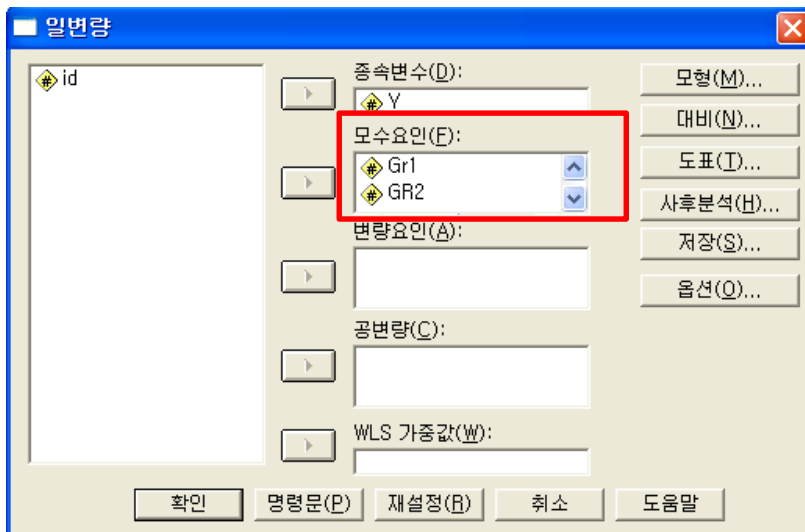 일변량
id
종속변수(D):
Y
모수요인(F):
Gr1
GR2
변량요인(A):
공변량(C):
WLS 가중값(W):
모형(M)...
대비(N)...
도표(T)...
사후분석(H)...
저장(S)...
옵션(O)...
확인
명령문(P)
재설정(R)
취소
도움말